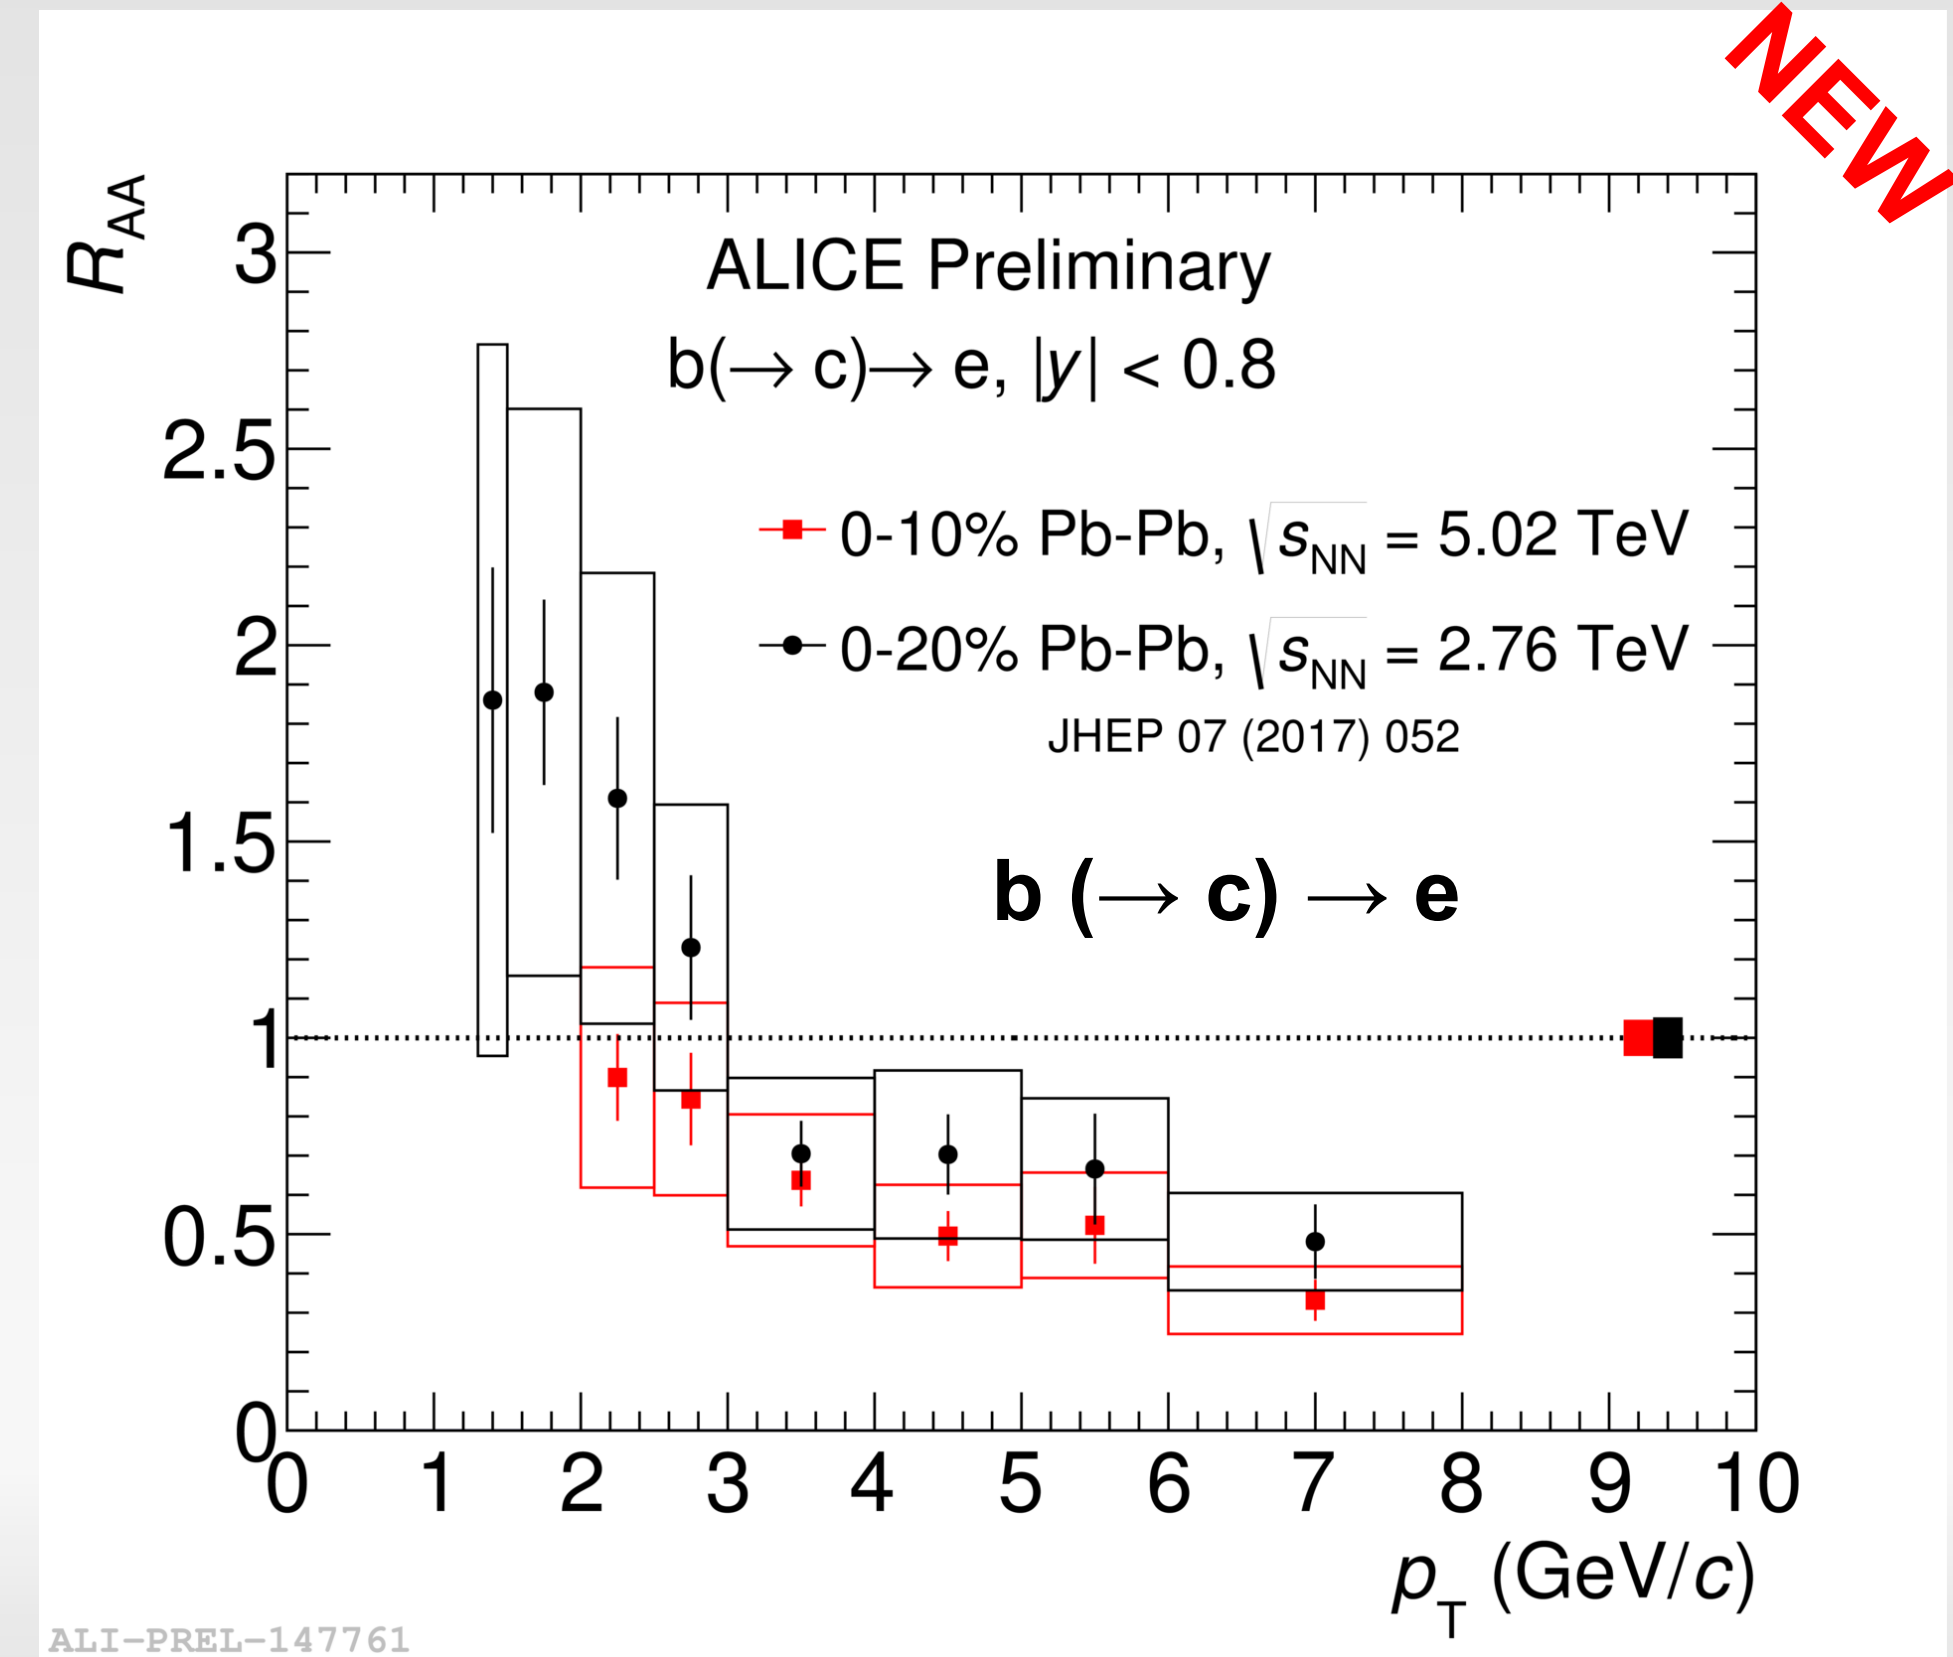 NEW
R_AA
ALICE Preliminary
b(→ c)→ e, |y| < 0.8
0-10% Pb-Pb, √s_NN = 5.02 TeV
0-20% Pb-Pb, √s_NN = 2.76 TeV
JHEP 07 (2017) 052
b (→ c) → e
3
2.5
2
1.5
1
0.5
0
0 1 2 3 4 5 6 7 8 9 10
p_T (GeV/c)
ALI-PREL-147761